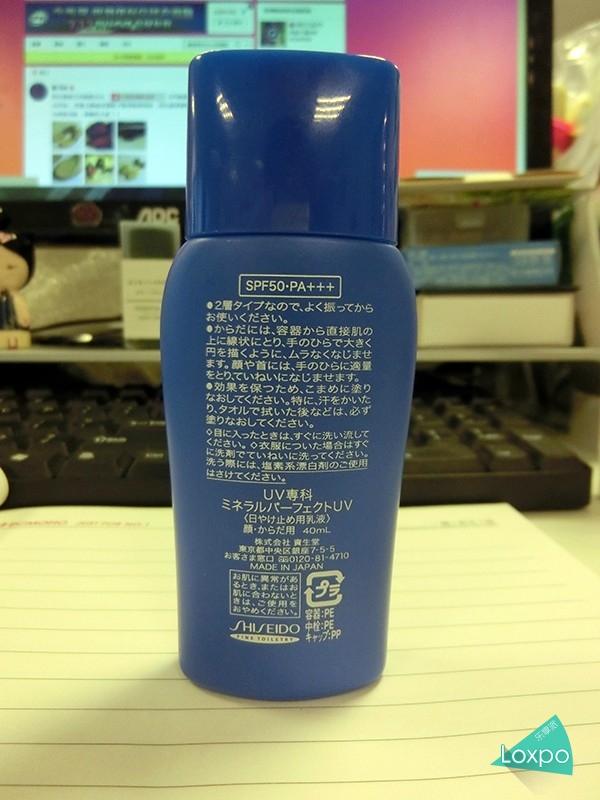 AOC
SPF50・PA+++
●2層タイプなので、よく振ってから
お使いください。
●からだには、容器から直接肌の
上に線状にとり、手のひらで大きく
円を描くように、ムラなくなじませ
ます。顔や首には、手のひらに適量
をとり、ていねいになじませます。
●効果を保つため、こまめに塗り
なおしてください。特に、汗をかいた
り、タオルで拭いた後などは、必ず
塗りなおしてください。
◇目に入ったときは、すぐに洗い流して
ください。◇衣服についた場合はすぐ
に洗剤でていねいに洗ってください。
洗う際には、塩素系漂白剤のご使用
はさけてください。
UV専科
ミネラルパーフェクトUV
〈日やけ止め用乳液〉
顔・からだ用 40mL
株式会社 資生堂
東京都中央区銀座7-5-5
お客さま窓口 0120-81-4710
MADE IN JAPAN
お肌に異常があ
るとき、またはお
肌に合わないと
きは、ご使用を
おやめください。
プラ
容器:PE
中栓:PE
キャップ:PP
SHISEIDO
FINE TOILETRY
乐享派
Loxpo